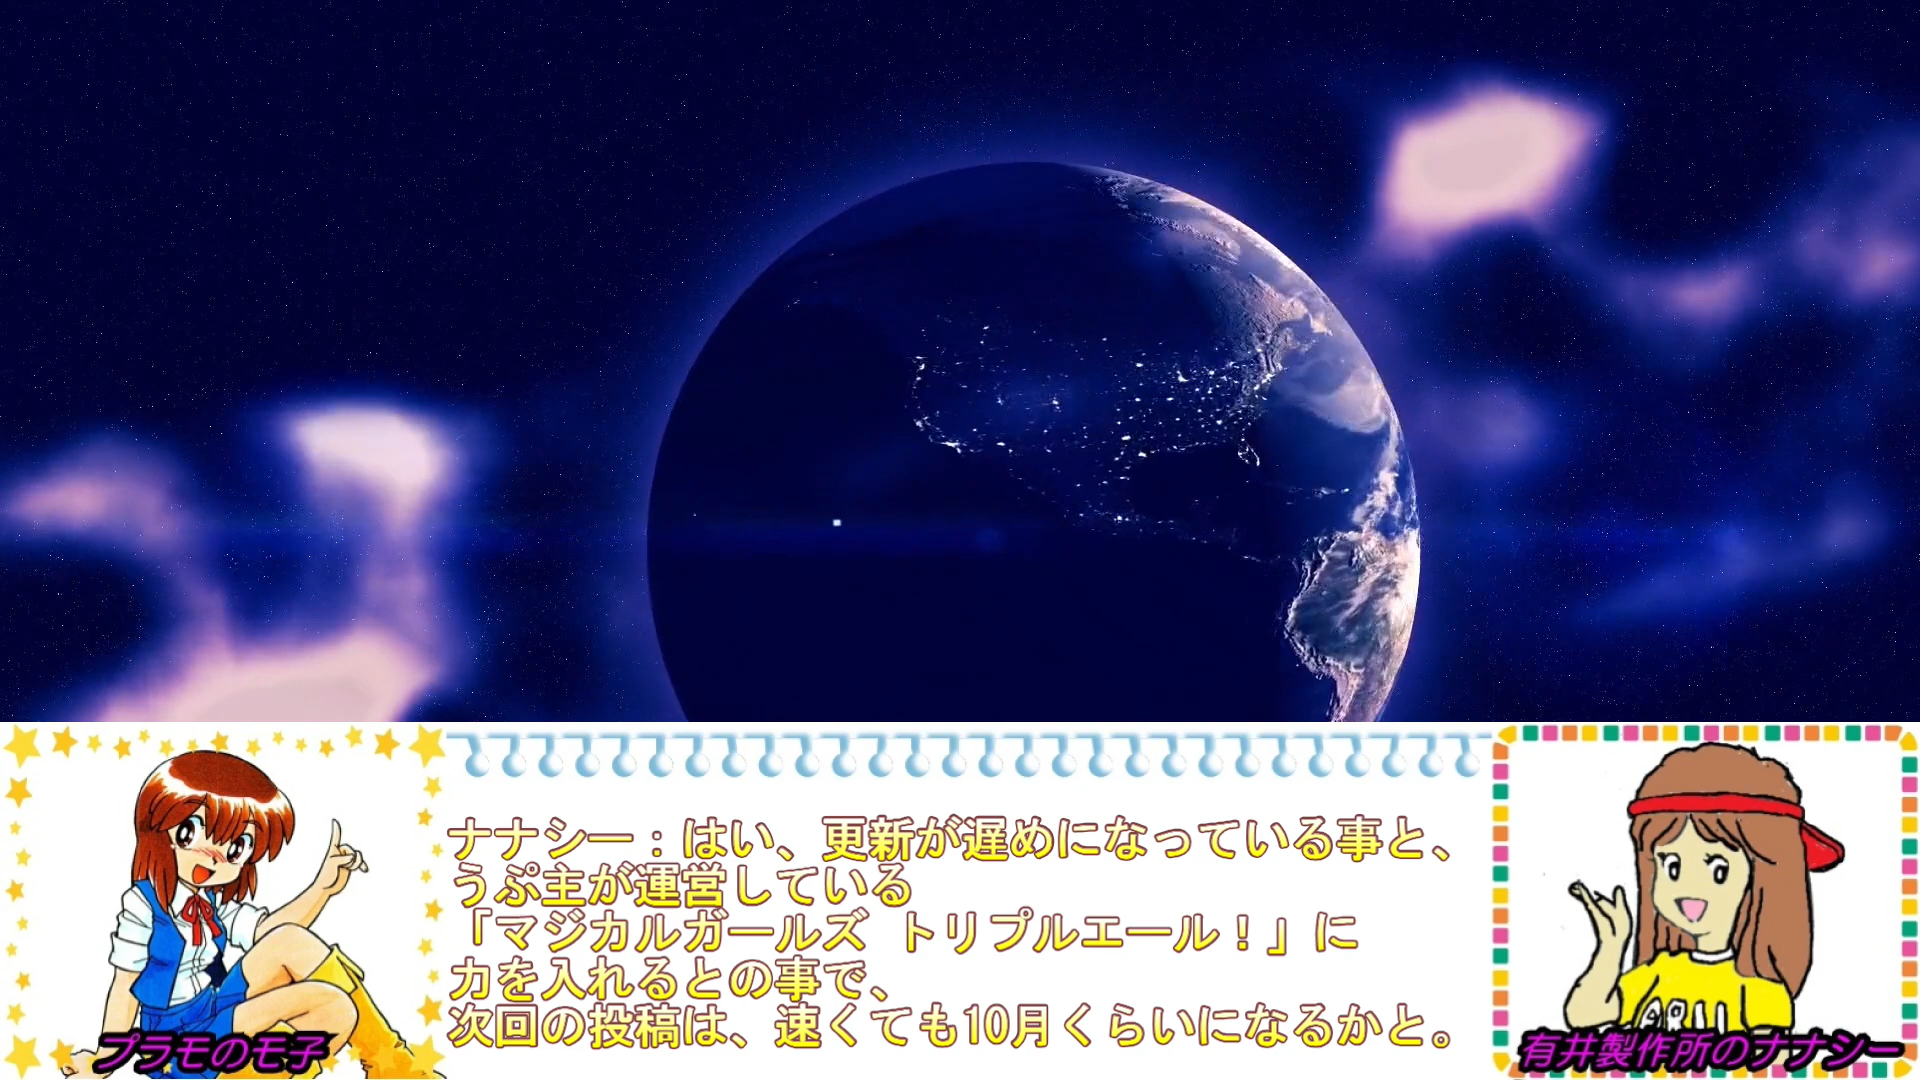 ナナシー：はい、更新が遅めになっている事と、
うぷ主が運営している
「マジカルガールズ トリプルエール！」に
力を入れるとの事で、
次回の投稿は、速くても10月くらいになるかと。
プラモのモ子
ARII
有井製作所のナナシー